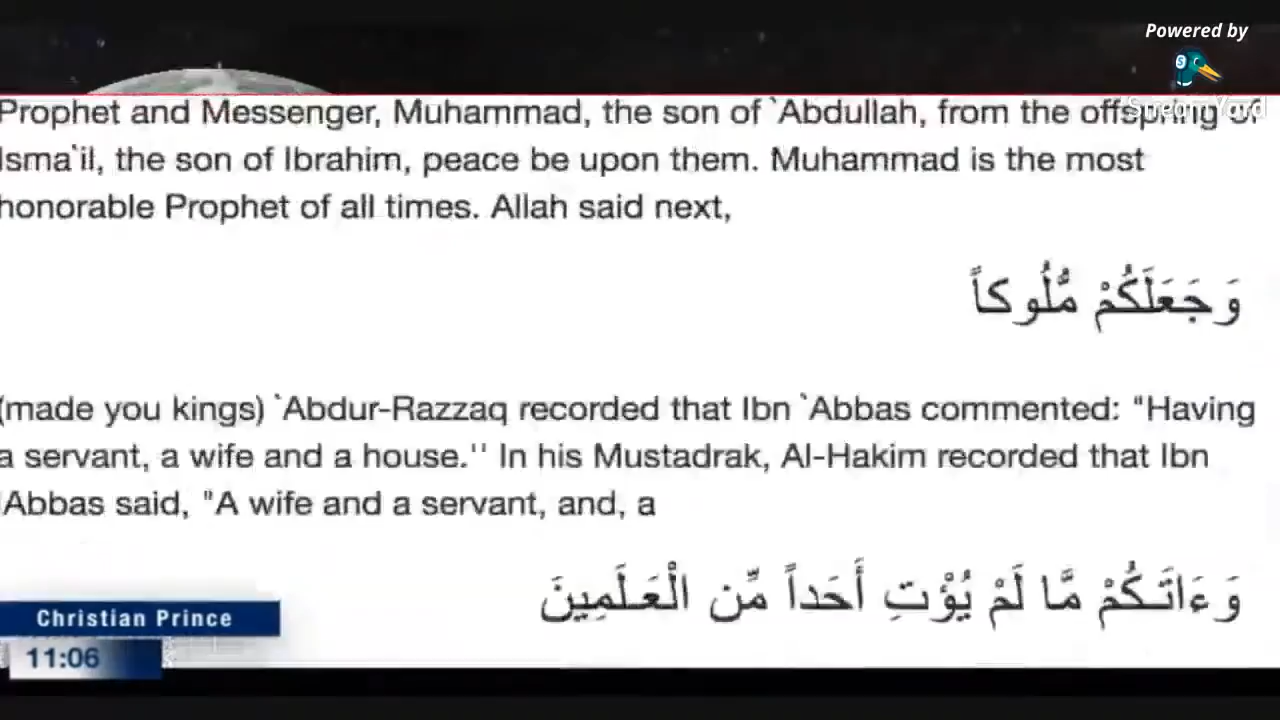 Powered by
StreamYard
Prophet and Messenger, Muhammad, the son of `Abdullah, from the offspring of
Isma`il, the son of Ibrahim, peace be upon them. Muhammad is the most
honorable Prophet of all times. Allah said next,
وَجَعَلَكُمْ مُّلُوكاً
(made you kings) `Abdur-Razzaq recorded that Ibn `Abbas commented: "Having
a servant, a wife and a house.'' In his Mustadrak, Al-Hakim recorded that Ibn
`Abbas said, "A wife and a servant, and, a
وَءَاتَـكُمْ مَّا لَمْ يُؤْتِ أَحَداً مِّن الْعَـلَمِينَ
Christian Prince
11:06